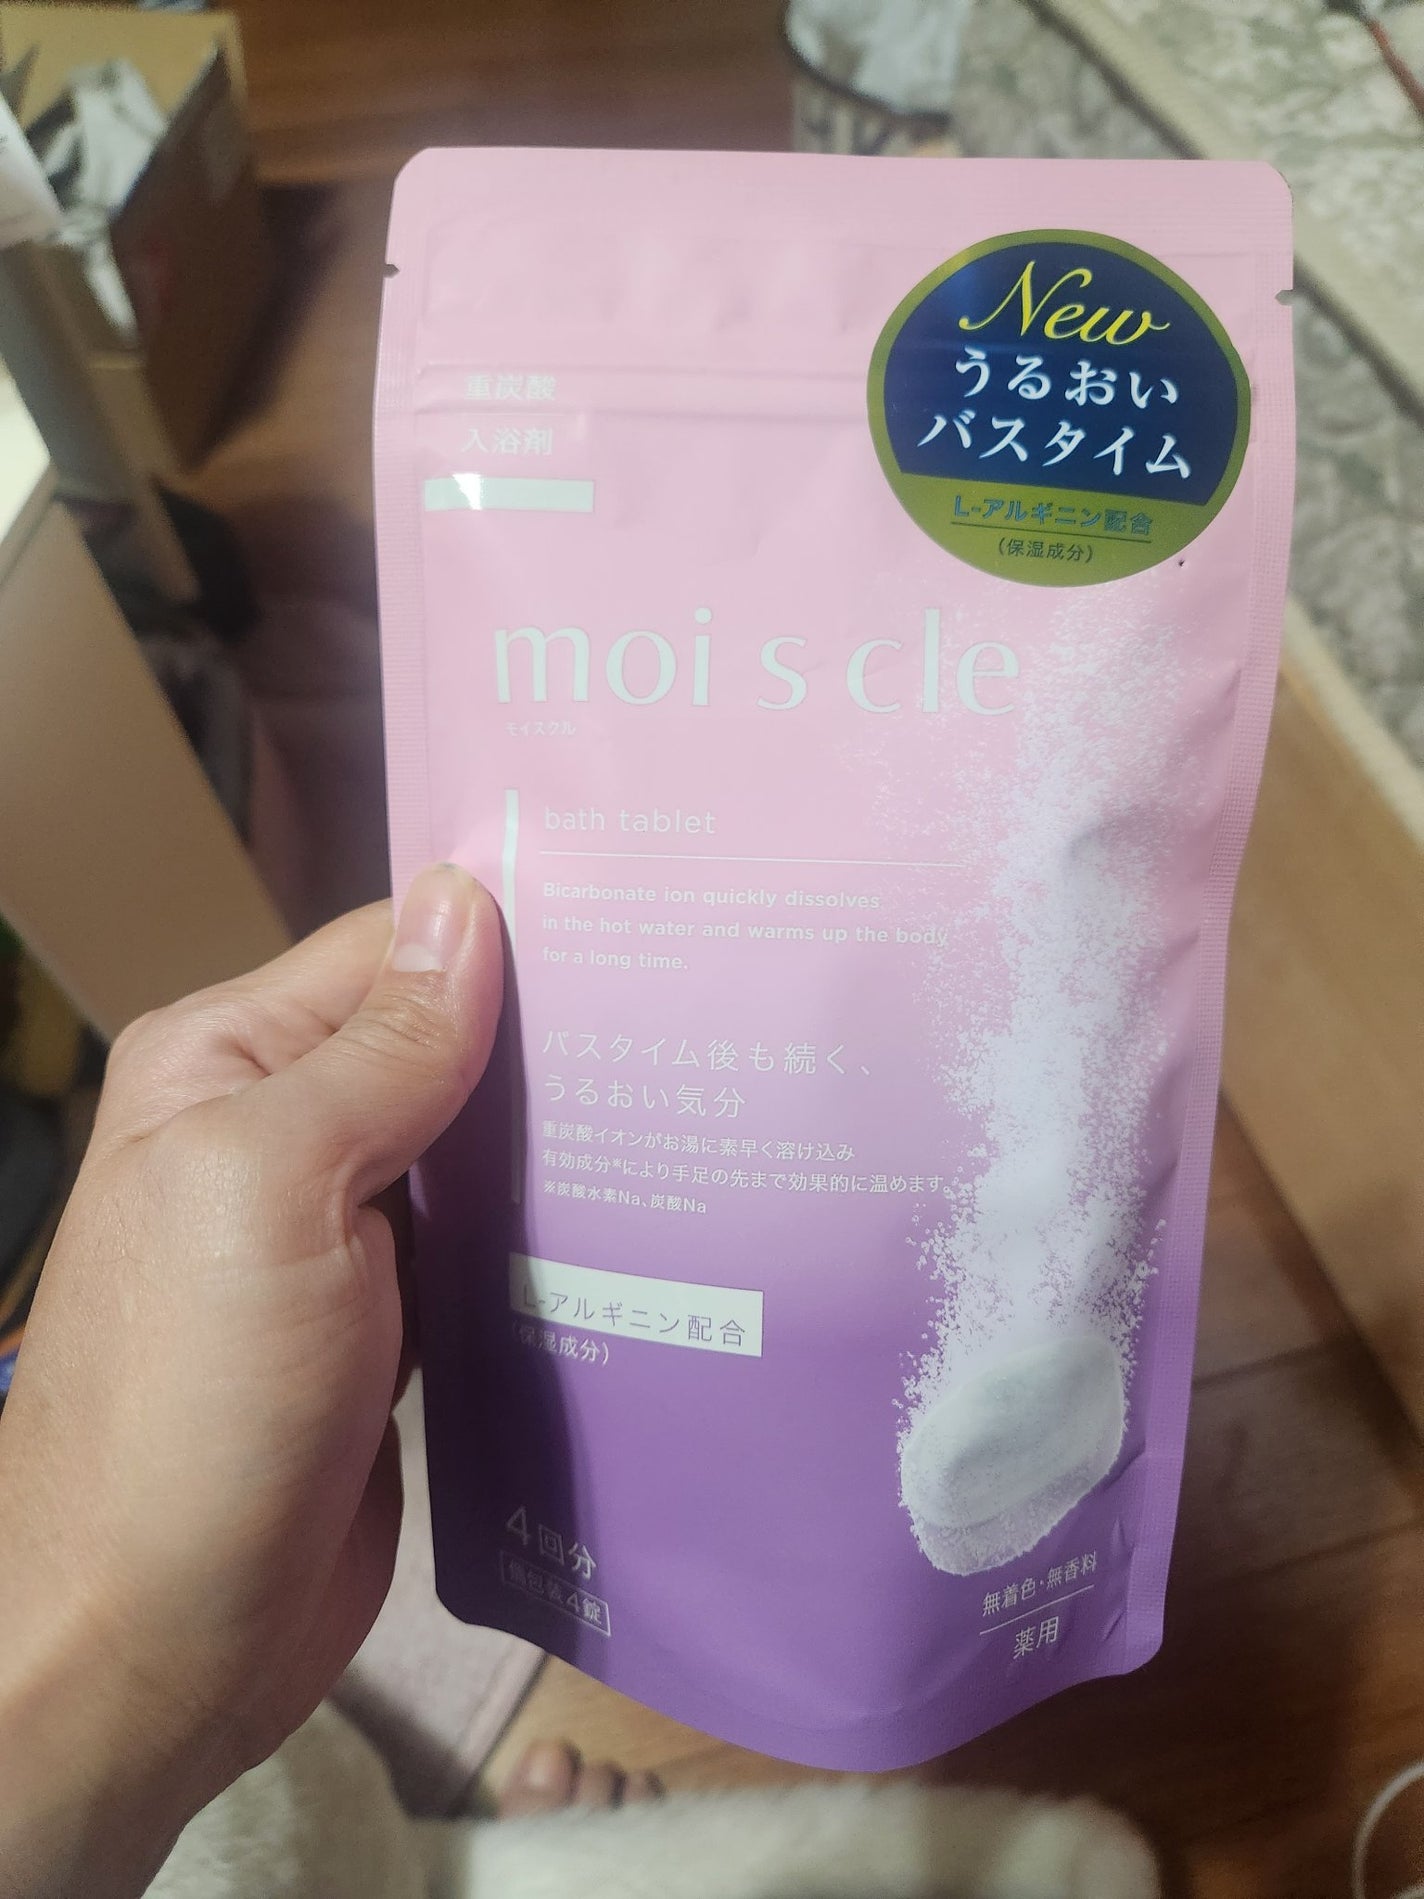 New
うるおい
バスタイム
L-アルギニン配合
(保湿成分)
重炭酸
入浴剤
moi s cle
モイスクル
bath tablet
Bicarbonate ion quickly dissolves
in the hot water and warms up the body
for a long time.
バスタイム後も続く、
うるおい気分
重炭酸イオンがお湯に素早く溶け込み
有効成分※により手足の先まで効果的に温めます。
※炭酸水素Na、炭酸Na
L-アルギニン配合
(保湿成分)
4回分
個包装4錠
無着色・無香料
薬用